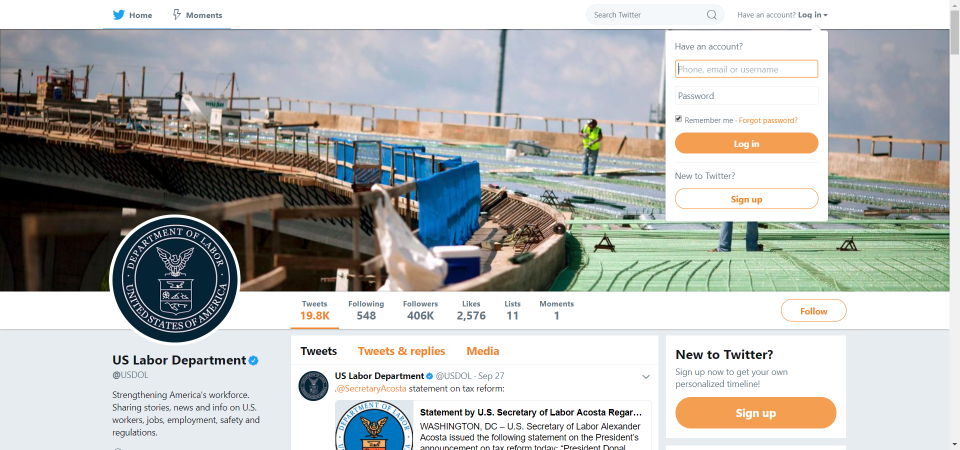 Home
Moments
Search Twitter
Have an account? Log in
Have an account?
Phone, email or username
Password
Remember me · Forgot password?
Log in
New to Twitter?
Sign up
DEPARTMENT OF LABOR
UNITED STATES OF AMERICA
Tweets
19.8K
Following
548
Followers
406K
Likes
2,576
Lists
11
Moments
1
Follow
US Labor Department
@USDOL
Strengthening America's workforce.
Sharing stories, news and info on U.S.
workers, jobs, employment, safety and
regulations.
Tweets
Tweets & replies
Media
US Labor Department @USDOL · Sep 27
.@SecretaryAcosta statement on tax reform:
Statement by U.S. Secretary of Labor Acosta Regar…
WASHINGTON, DC – U.S. Secretary of Labor Alexander
Acosta issued the following statement on the President's
announcement on tax reform today: "President Donal
New to Twitter?
Sign up now to get your own
personalized timeline!
Sign up